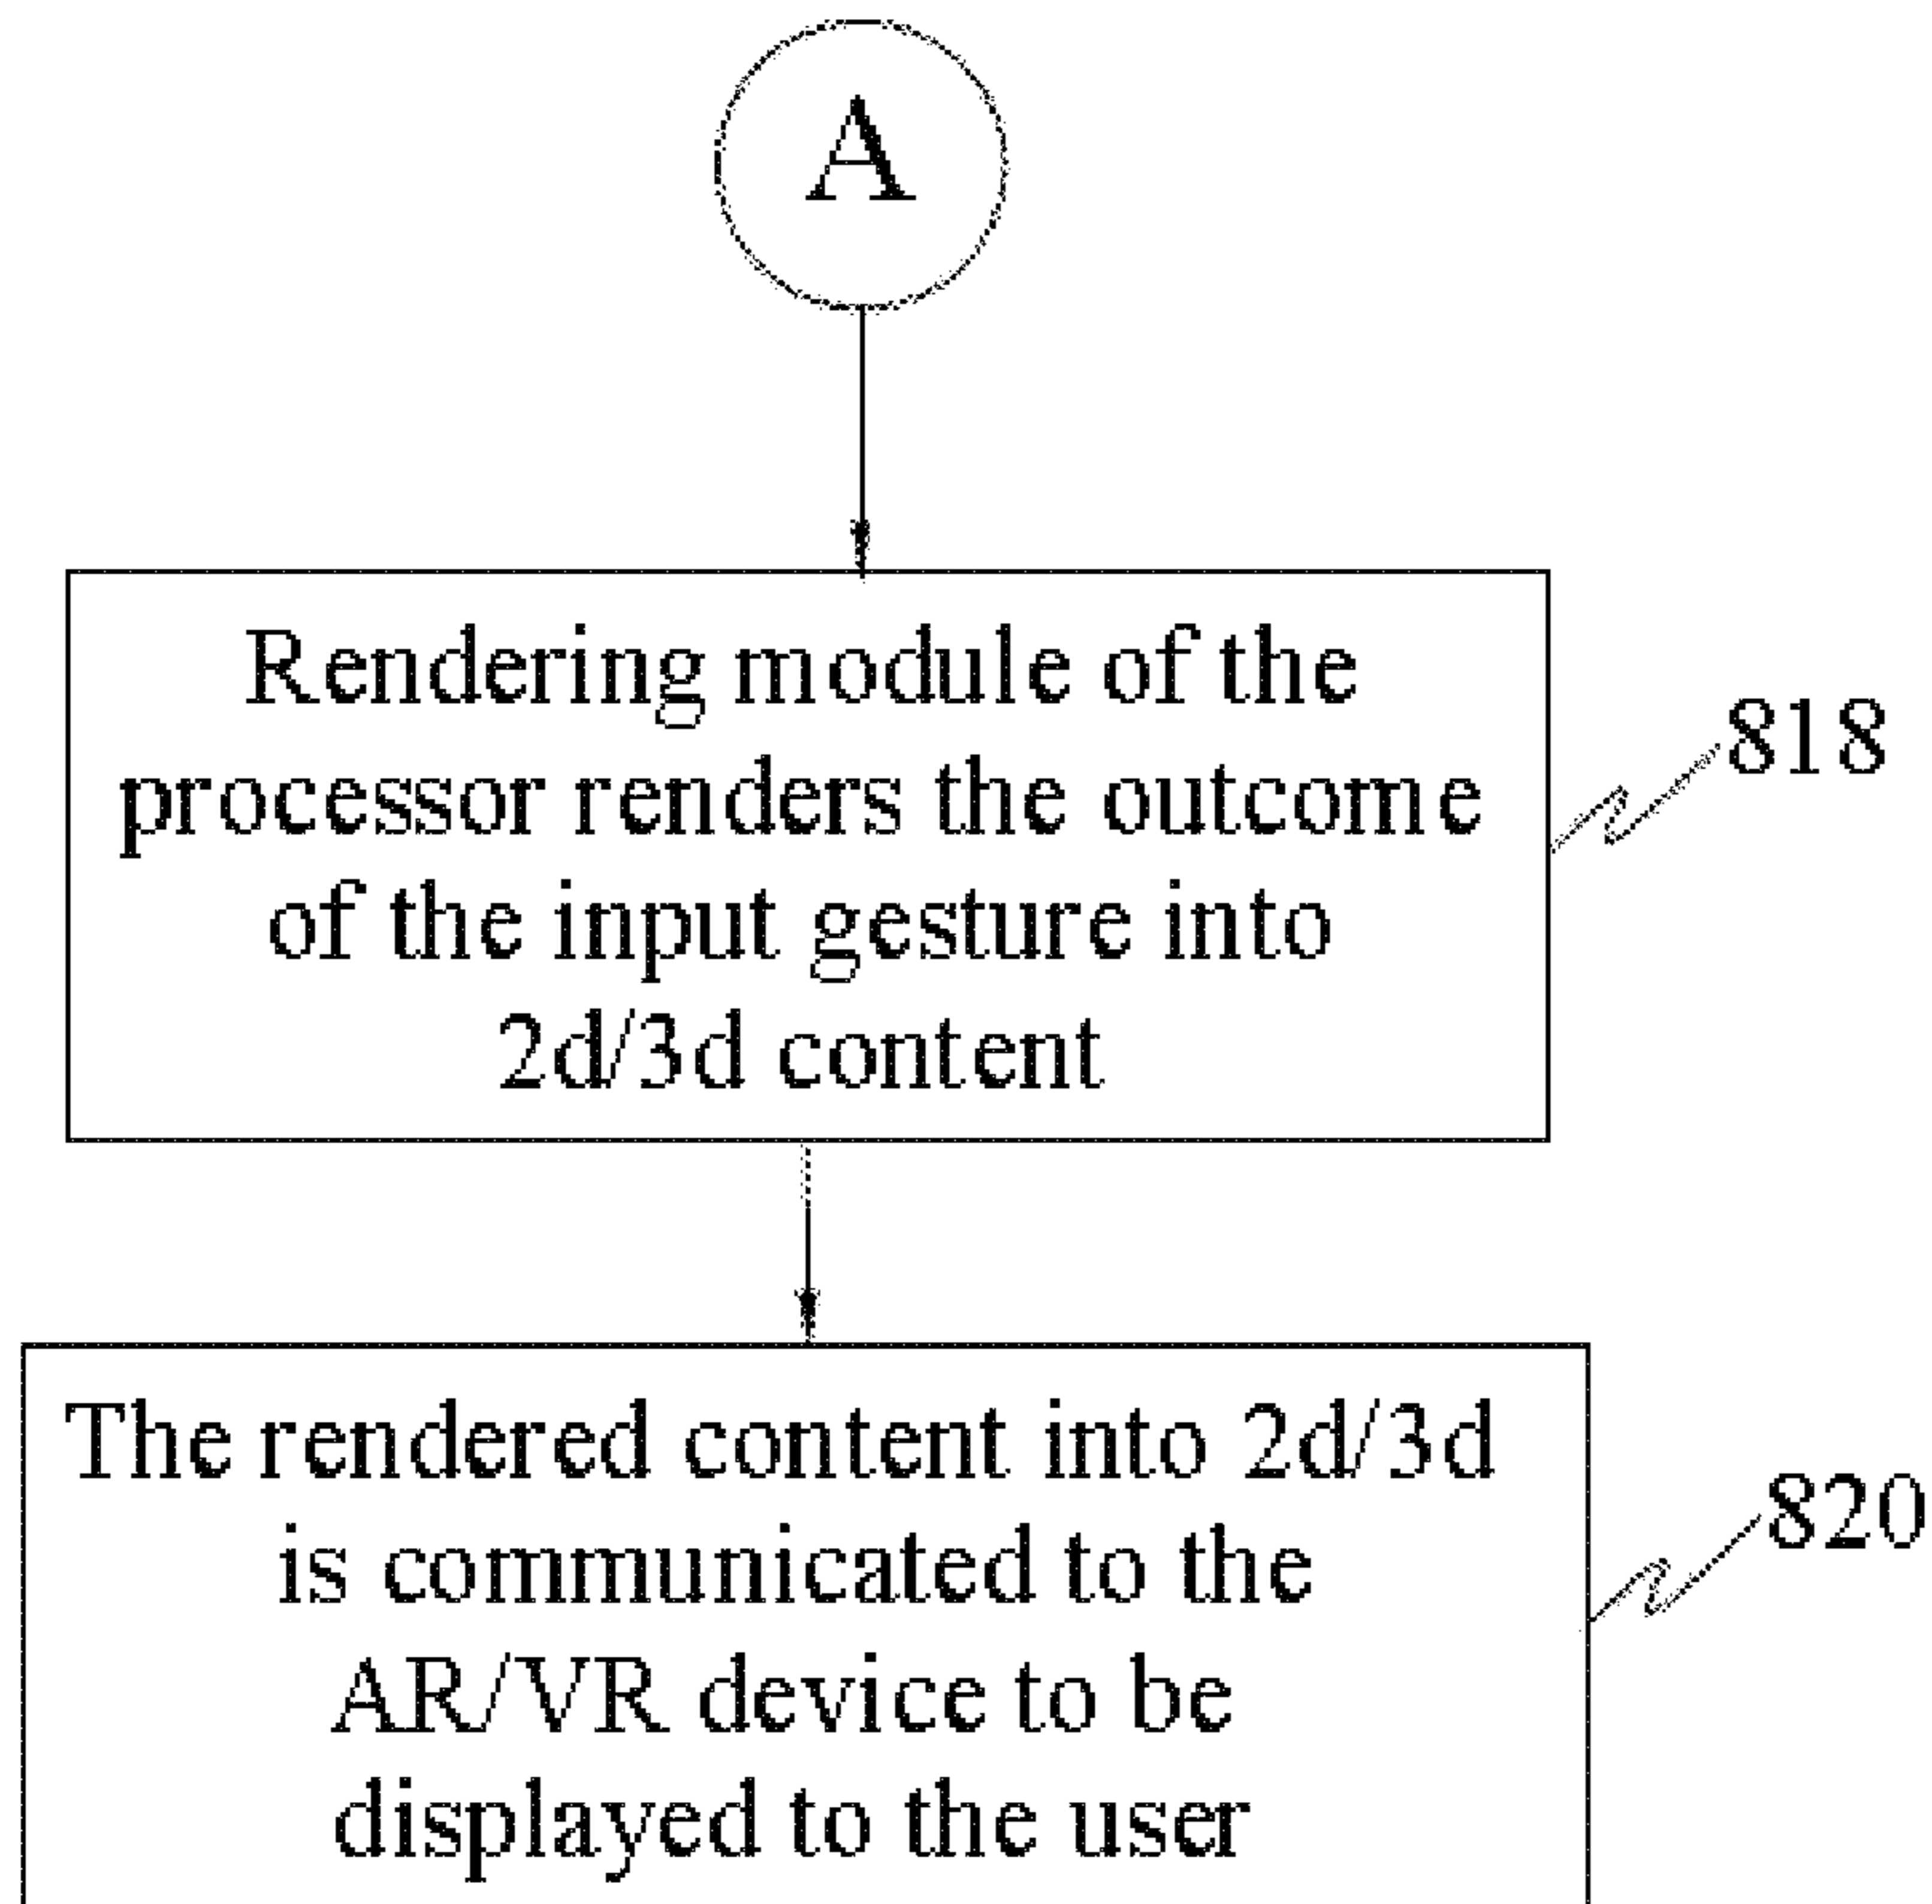 A
Rendering module of the
processor renders the outcome
of the input gesture into
2d/3d content
818
The rendered content into 2d/3d
is communicated to the
AR/VR device to be
displayed to the user
820